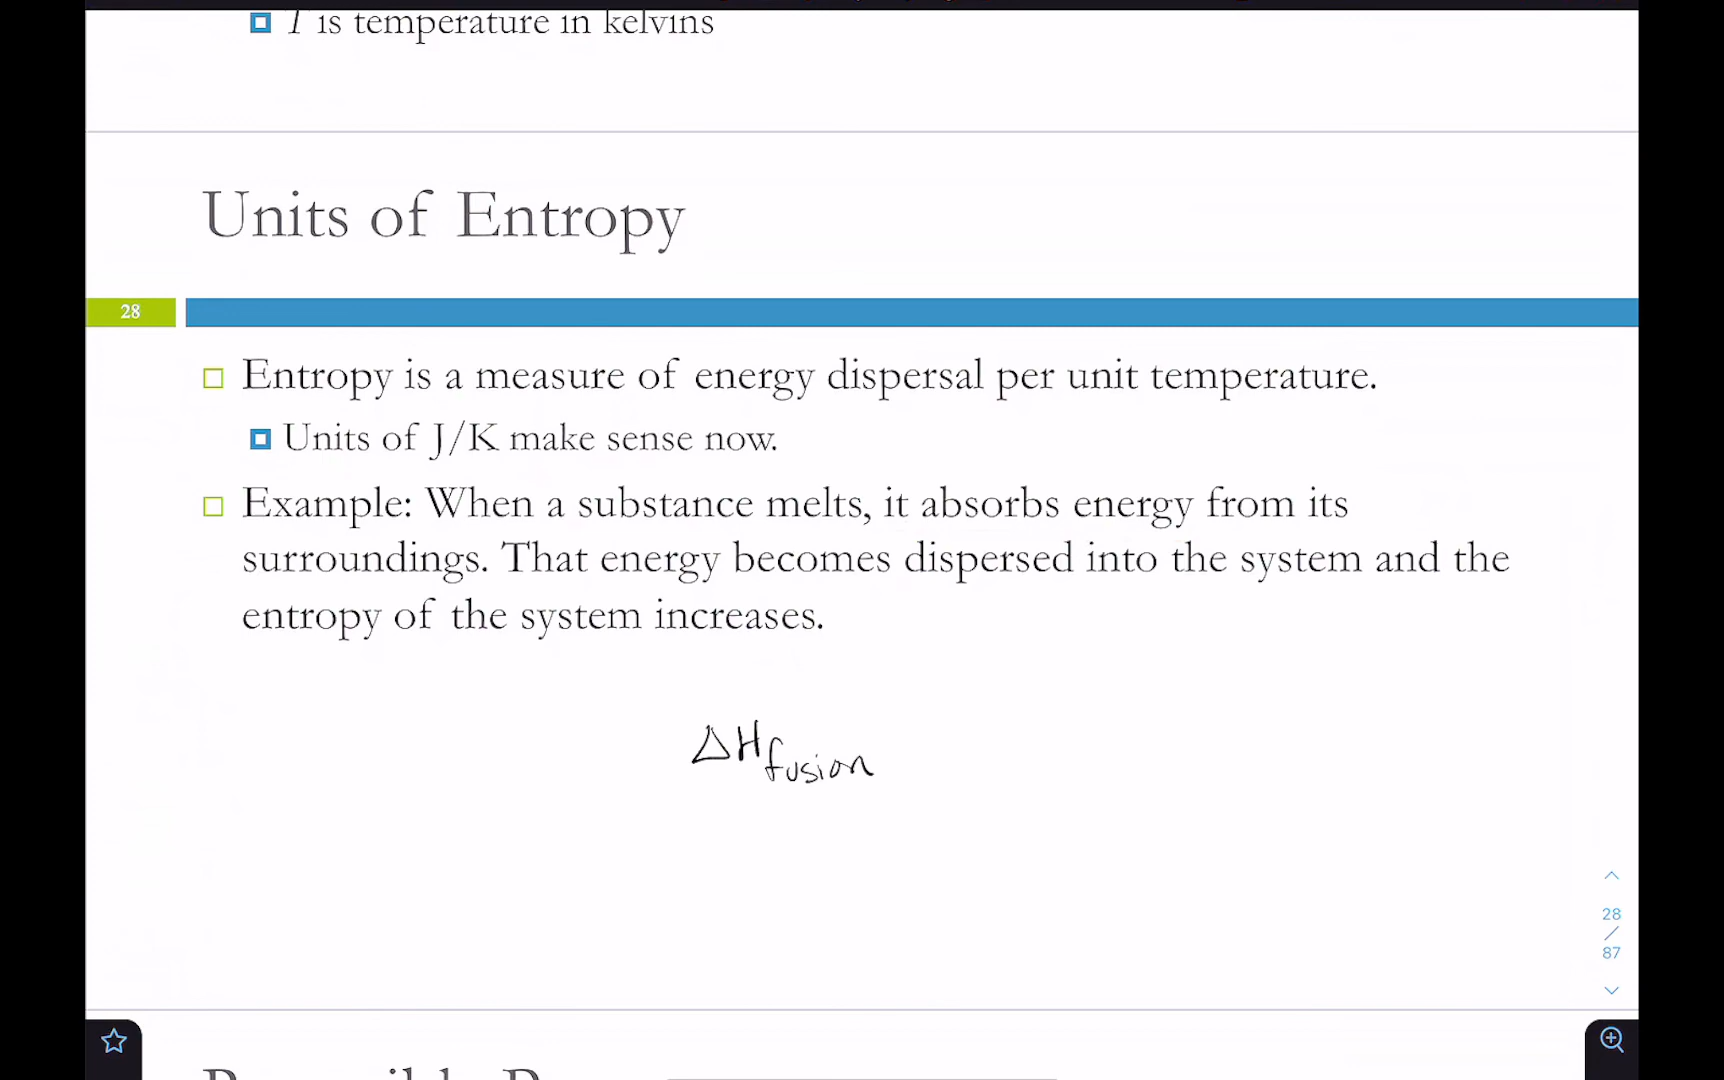 T is temperature in kelvins
Units of Entropy
28
Entropy is a measure of energy dispersal per unit temperature.
Units of J/K make sense now.
Example: When a substance melts, it absorbs energy from its
surroundings. That energy becomes dispersed into the system and the
entropy of the system increases.
ΔH fusion
28
/
87